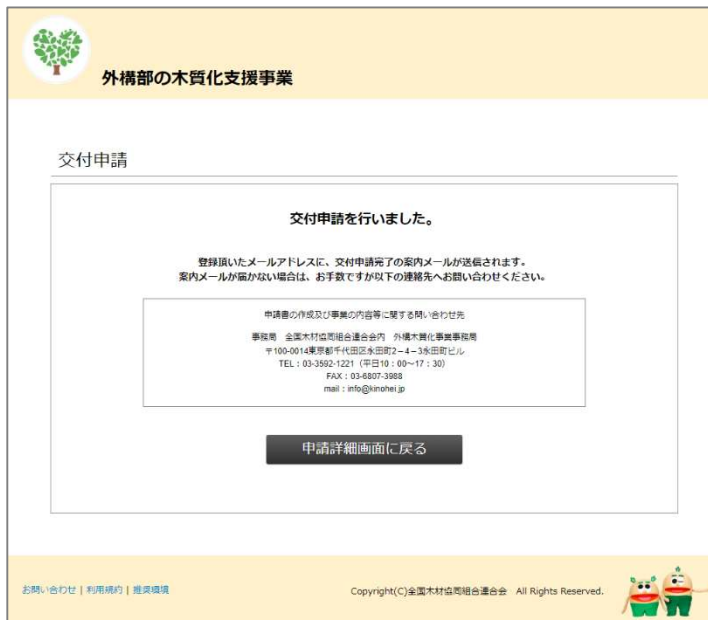 外構部の木質化支援事業
交付申請
交付申請を行いました。
登録頂いたメールアドレスに、交付申請完了の案内メールが送信されます。
案内メールが届かない場合は、お手数ですが以下の連絡先へお問い合わせください。
申請書の作成及び事業の内容等に関する問い合わせ先
事務局　全国木材協同組合連合会内　外構木質化事業事務局
〒100-0014東京都千代田区永田町2－4－3永田町ビル
TEL：03-3592-1221（平日10：00～17：30）
FAX：03-6807-3988
mail：info@kinohei.jp
申請詳細画面に戻る
お問い合わせ | 利用規約 | 推奨環境
Copyright(C)全国木材協同組合連合会　All Rights Reserved.